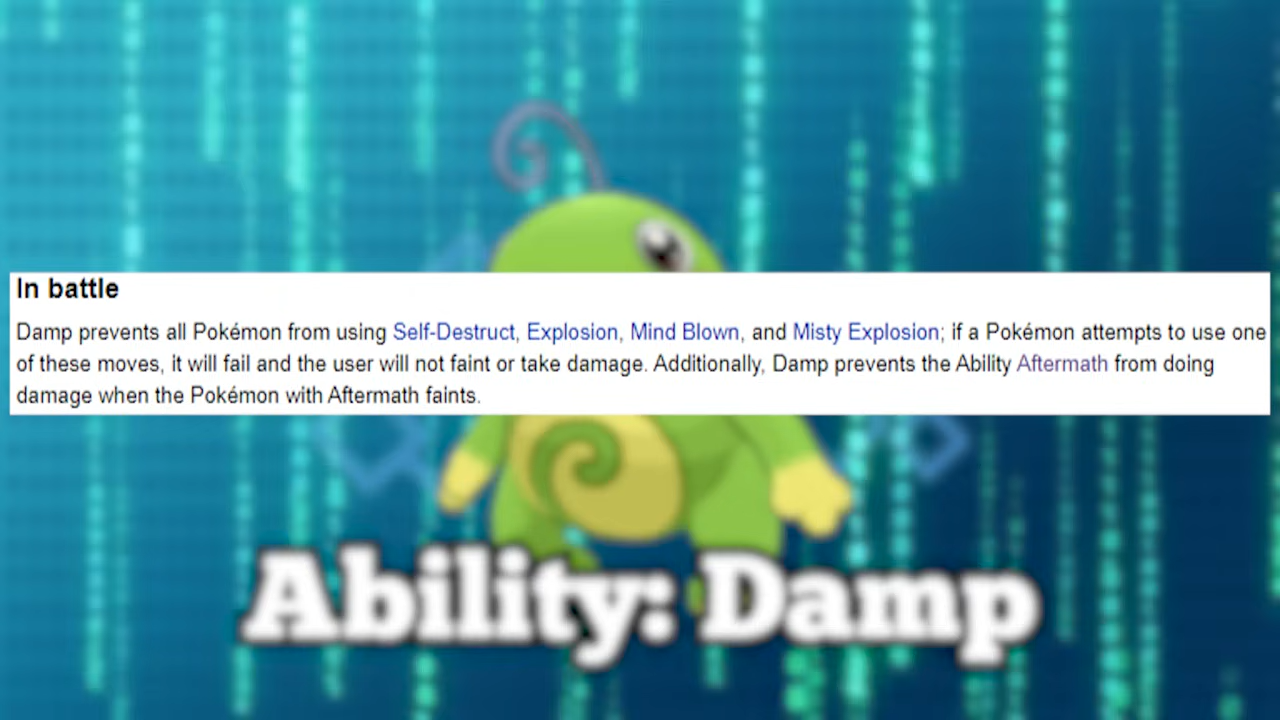 In battle
Damp prevents all Pokémon from using Self-Destruct, Explosion, Mind Blown, and Misty Explosion; if a Pokémon attempts to use one
of these moves, it will fail and the user will not faint or take damage. Additionally, Damp prevents the Ability Aftermath from doing
damage when the Pokémon with Aftermath faints.
Ability: Damp